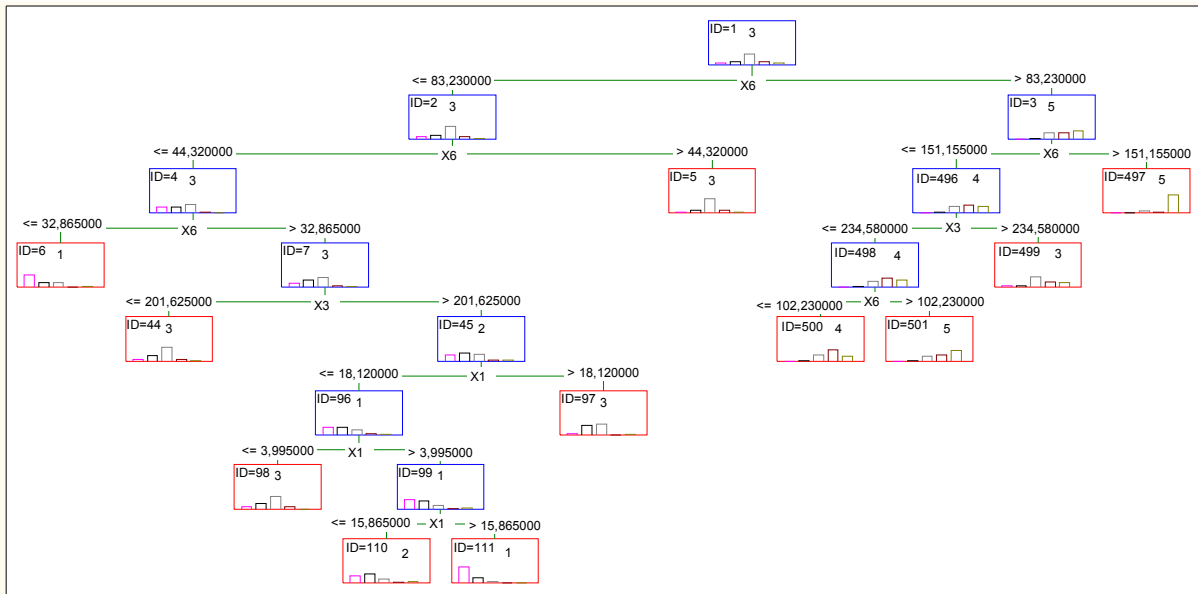 ID=1 3
<= 83,230000 X6 > 83,230000
ID=2 3
ID=3 5
<= 44,320000 X6 > 44,320000
<= 151,155000 X6 > 151,155000
ID=4 3
ID=5 3
ID=496 4
ID=497 5
<= 32,865000 X6 > 32,865000
<= 234,580000 X3 > 234,580000
ID=6 1
ID=7 3
ID=498 4
ID=499 3
<= 201,625000 X3 > 201,625000
<= 102,230000 X6 > 102,230000
ID=44 3
ID=45 2
ID=500 4
ID=501 5
<= 18,120000 X1 > 18,120000
ID=96 1
ID=97 3
<= 3,995000 X1 > 3,995000
ID=98 3
ID=99 1
<= 15,865000 X1 > 15,865000
ID=110 2
ID=111 1